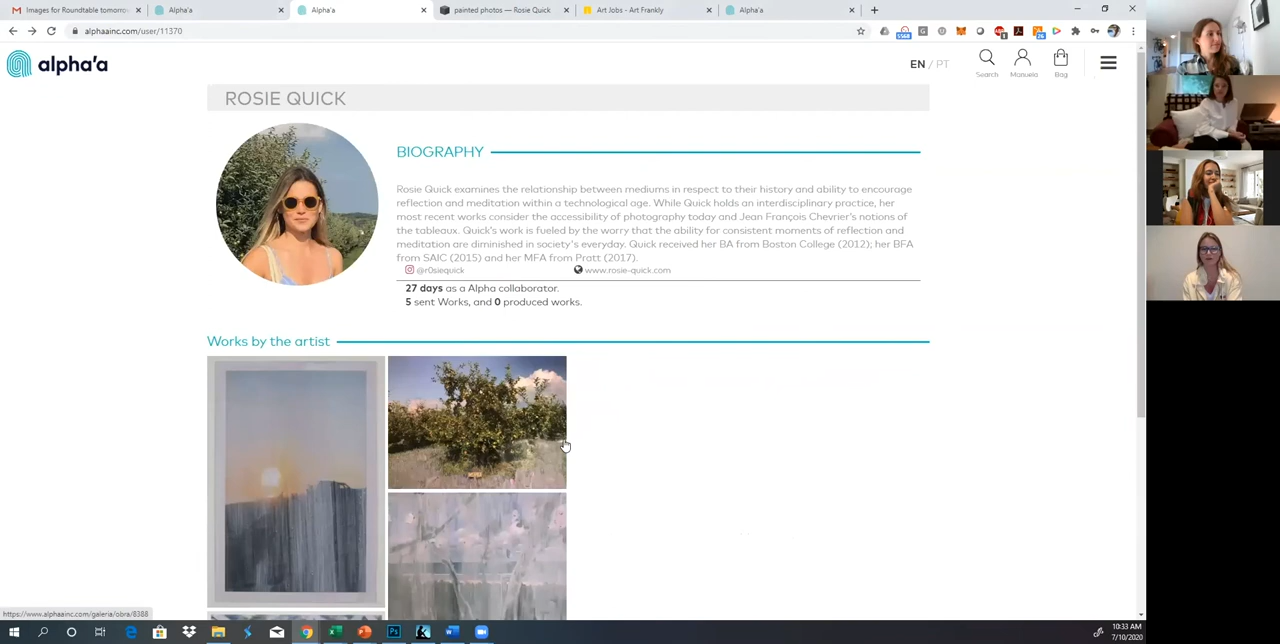 Images for Roundtable tomorrow
Alpha'a
Alpha'a
painted photos — Rosie Quick
Art Jobs - Art Frankly
Alpha'a
alphaainc.com/user/11370
alpha'a
EN / PT
Search
Manuela
Bag
ROSIE QUICK
BIOGRAPHY
Rosie Quick examines the relationship between mediums in respect to their history and ability to encourage
reflection and meditation within a technological age. While Quick holds an interdisciplinary practice, her
most recent works consider the accessibility of photography today and Jean François Chevrier's notions of
the tableaux. Quick's work is fueled by the worry that the ability for consistent moments of reflection and
meditation are diminished in society's everyday. Quick received her BA from Boston College (2012); her BFA
from SAIC (2015) and her MFA from Pratt (2017).
@r0siequick
www.rosie-quick.com
27 days as a Alpha collaborator.
5 sent Works, and 0 produced works.
Works by the artist
https://www.alphaainc.com/galeria/obra/8388
10:33 AM
7/10/2020